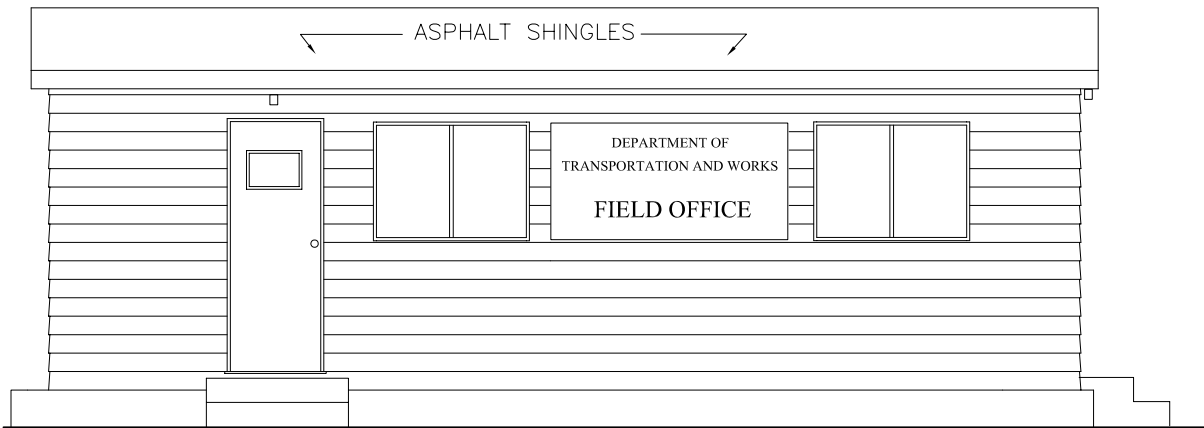 ASPHALT SHINGLES
DEPARTMENT OF
TRANSPORTATION AND WORKS
FIELD OFFICE